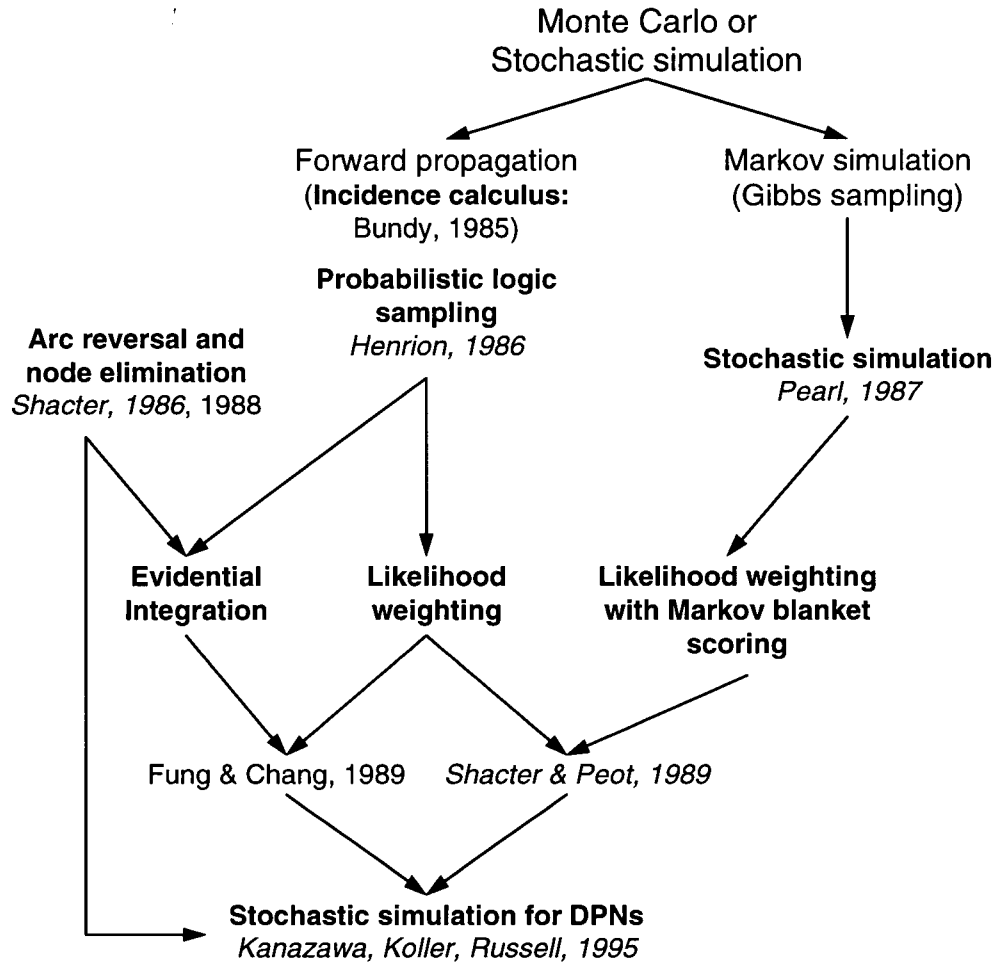 Monte Carlo or
Stochastic simulation
Forward propagation
(Incidence calculus:
Bundy, 1985)
Markov simulation
(Gibbs sampling)
Probabilistic logic
sampling
Henrion, 1986
Arc reversal and
node elimination
Shacter, 1986, 1988
Stochastic simulation
Pearl, 1987
Evidential
Integration
Likelihood
weighting
Likelihood weighting
with Markov blanket
scoring
Fung & Chang, 1989
Shacter & Peot, 1989
Stochastic simulation for DPNs
Kanazawa, Koller, Russell, 1995